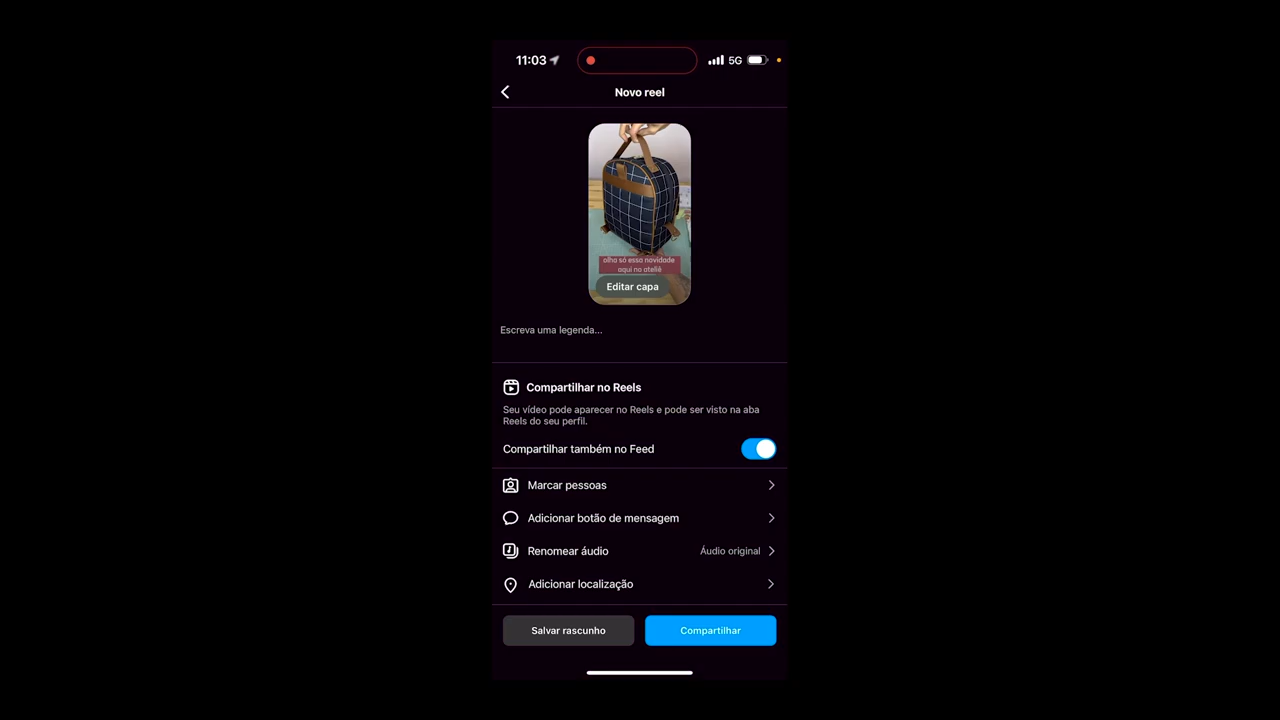 11:03
5G
Novo reel
olha só essa novidade
aqui no ateliê
Editar capa
Escreva uma legenda...
Compartilhar no Reels
Seu vídeo pode aparecer no Reels e pode ser visto na aba
Reels do seu perfil.
Compartilhar também no Feed
Marcar pessoas
Adicionar botão de mensagem
Renomear áudio Áudio original
Adicionar localização
Salvar rascunho Compartilhar